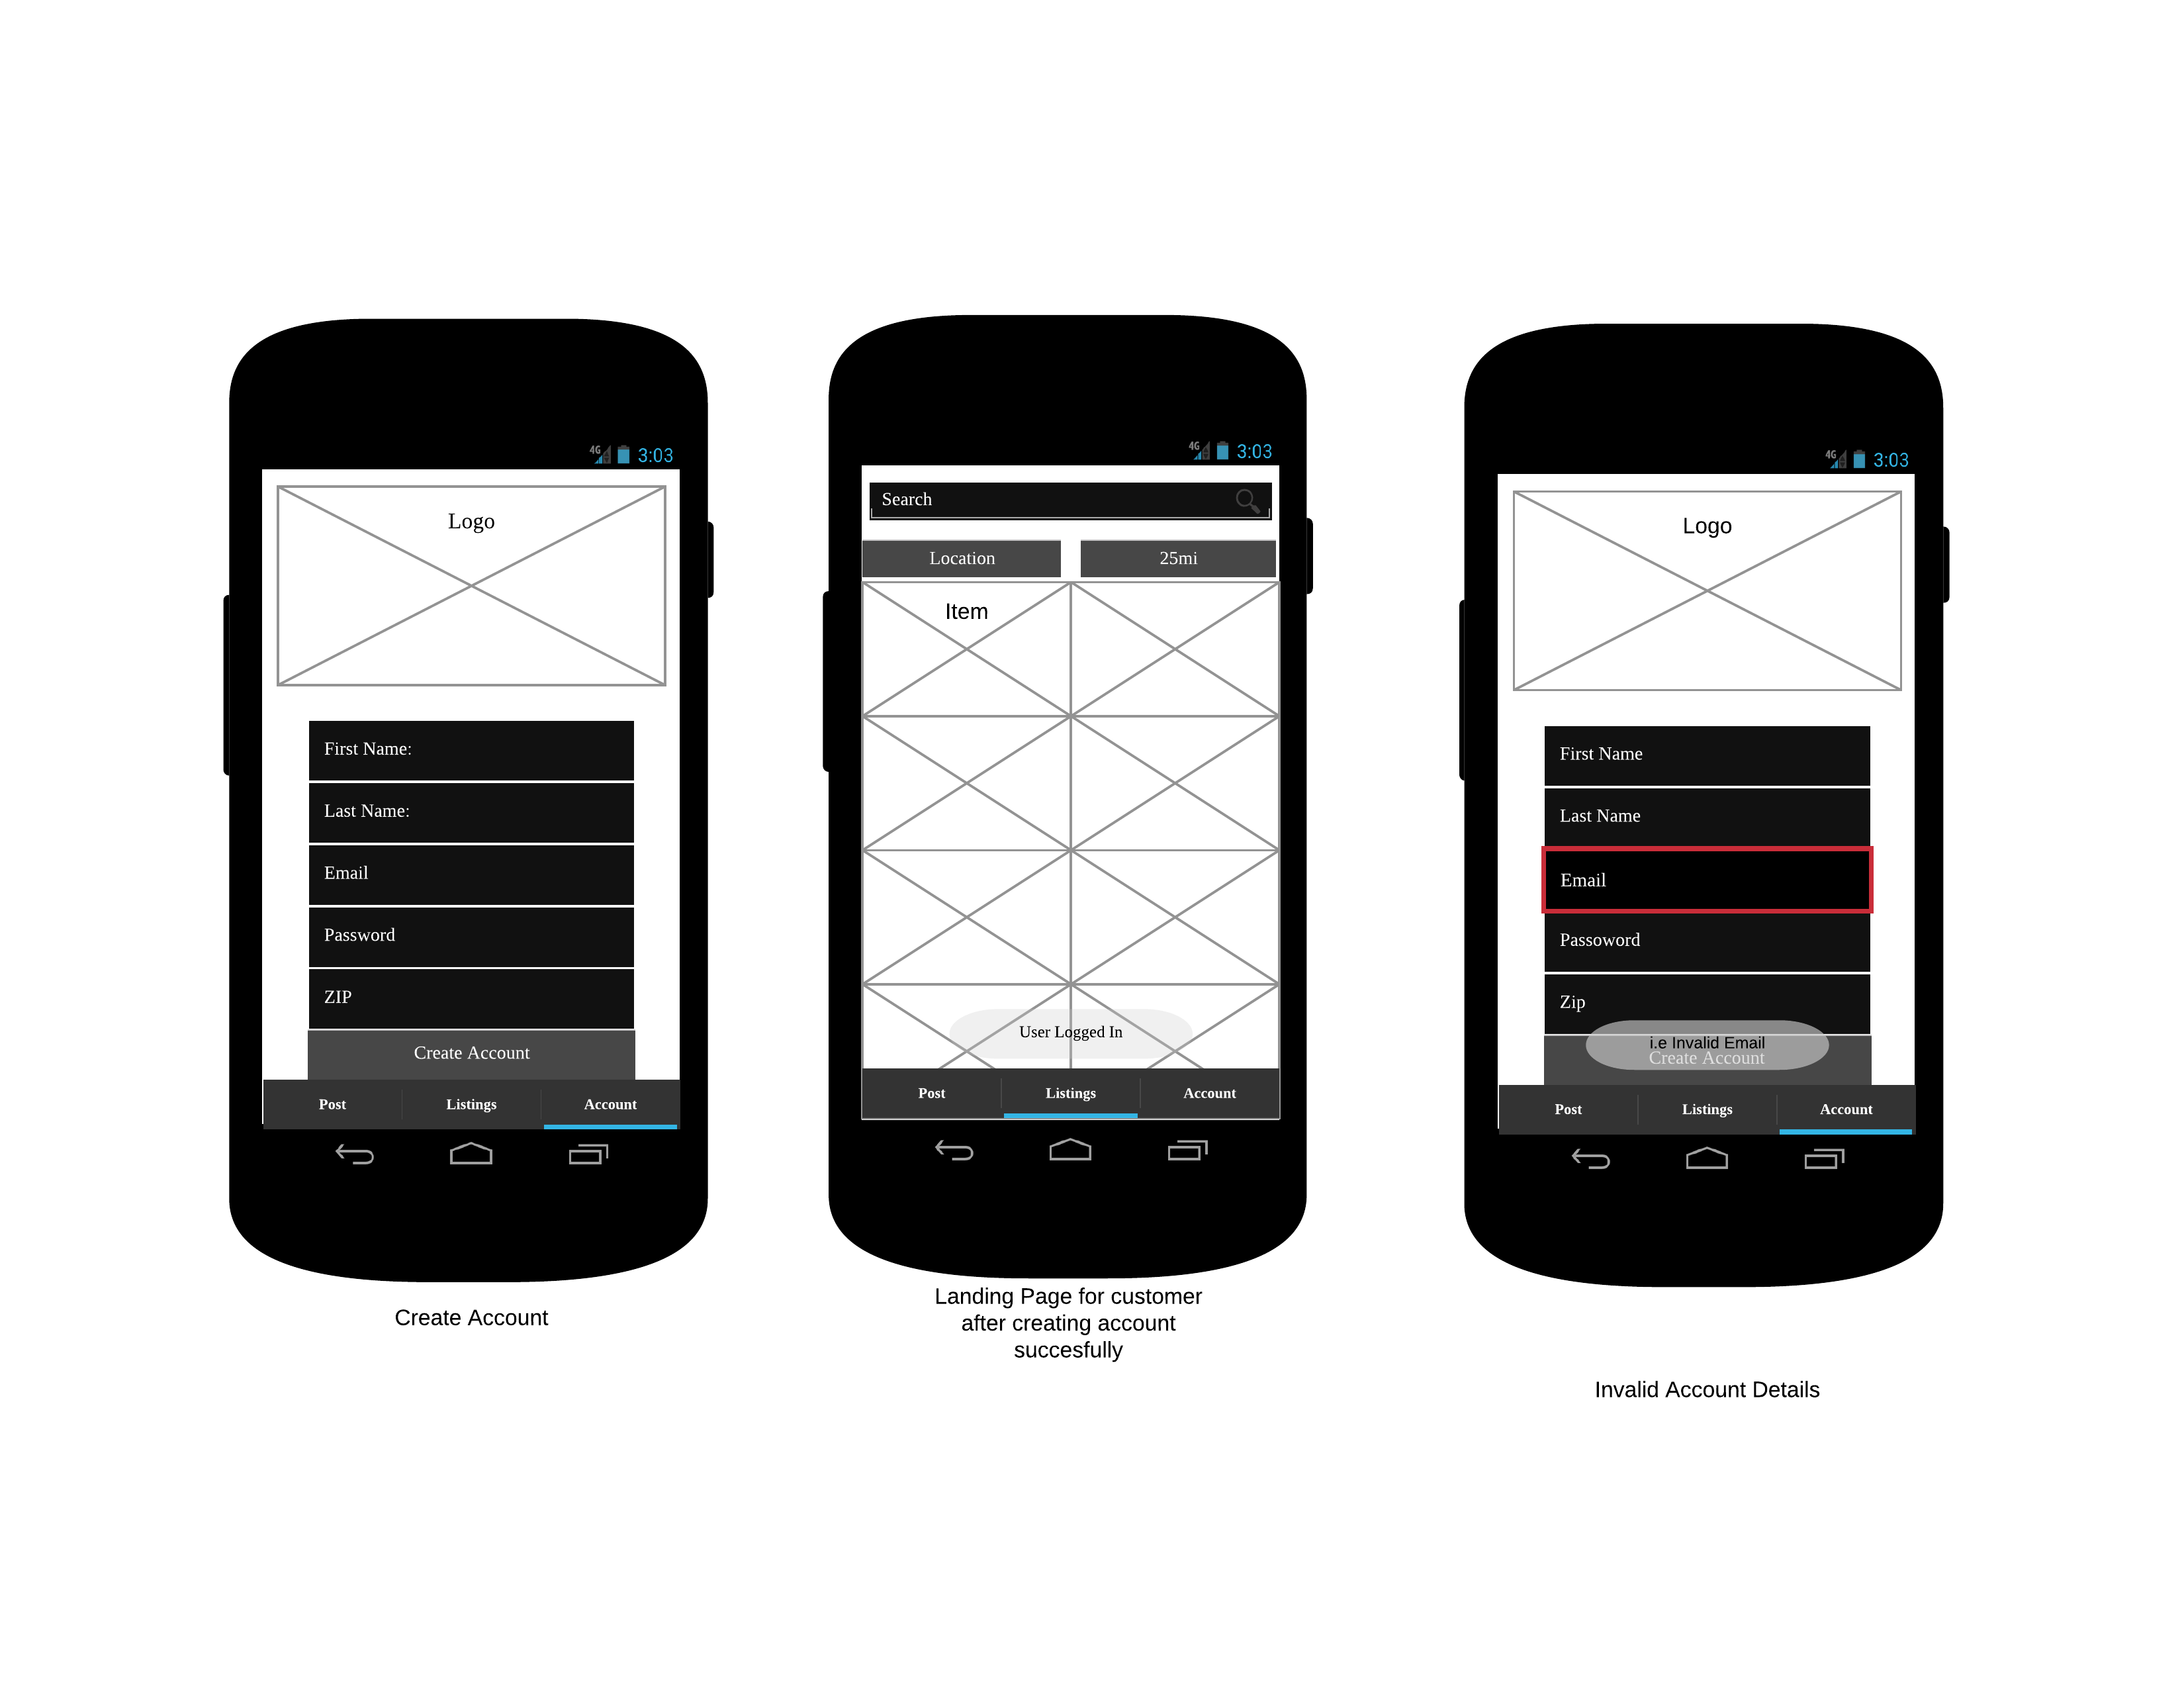 4G 3:03
Logo
First Name:
Last Name:
Email
Password
ZIP
Create Account
Post Listings Account
Create Account
4G 3:03
Search
Location 25mi
Item
User Logged In
Post Listings Account
Landing Page for customer
after creating account
succesfully
4G 3:03
Logo
First Name
Last Name
Email
Passoword
Zip
i.e Invalid Email
Create Account
Post Listings Account
Invalid Account Details